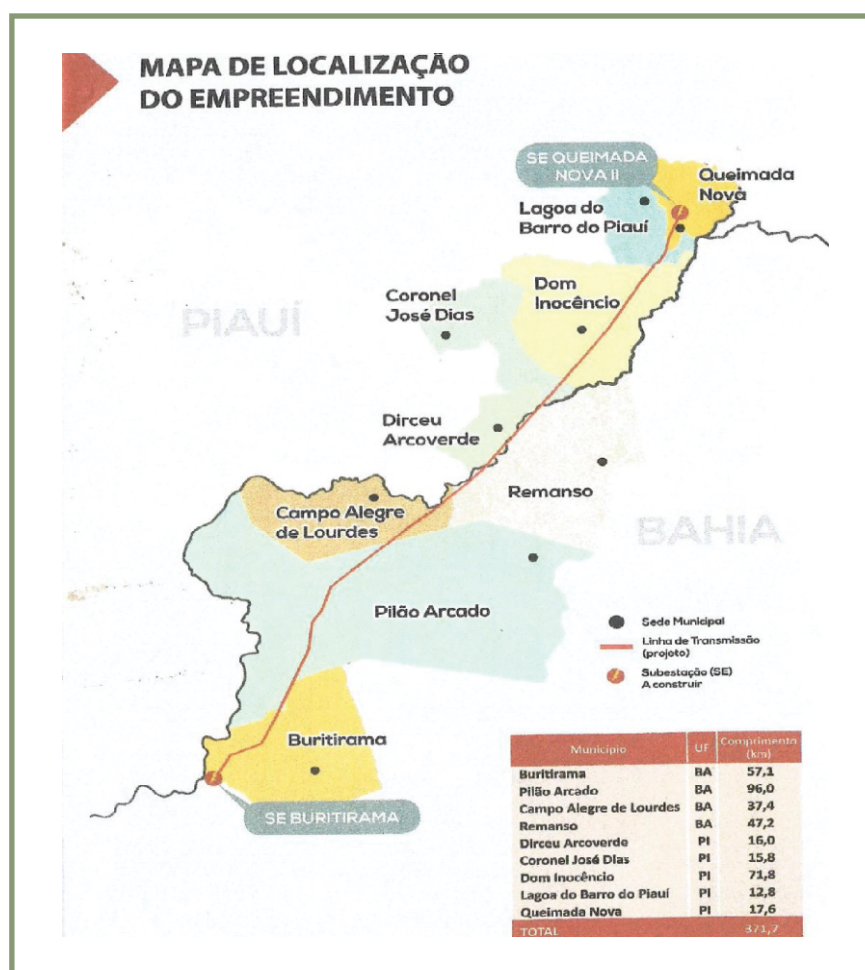 MAPA DE LOCALIZAÇÃO
DO EMPREENDIMENTO
SE QUEIMADA
NOVA II
Queimada
Nova
Lagoa do
Barro do Piauí
Dom
Inocêncio
Coronel
José Dias
PIAUÍ
Dirceu
Arcoverde
Remanso
Campo Alegre
de Lourdes
BAHIA
Pilão Arcado
Sede Municipal
Linha de Transmissão
(projeto)
Subestação (SE)
A construir
Buritirama
SE BURITIRAMA
Município UF Comprimento
(km)
Buritirama BA 57,1
Pilão Arcado BA 96,0
Campo Alegre de Lourdes BA 37,4
Remanso BA 47,2
Dirceu Arcoverde PI 16,0
Coronel José Dias PI 15,8
Dom Inocêncio PI 71,8
Lagoa do Barro do Piauí PI 12,8
Queimada Nova PI 17,6
TOTAL 371,7